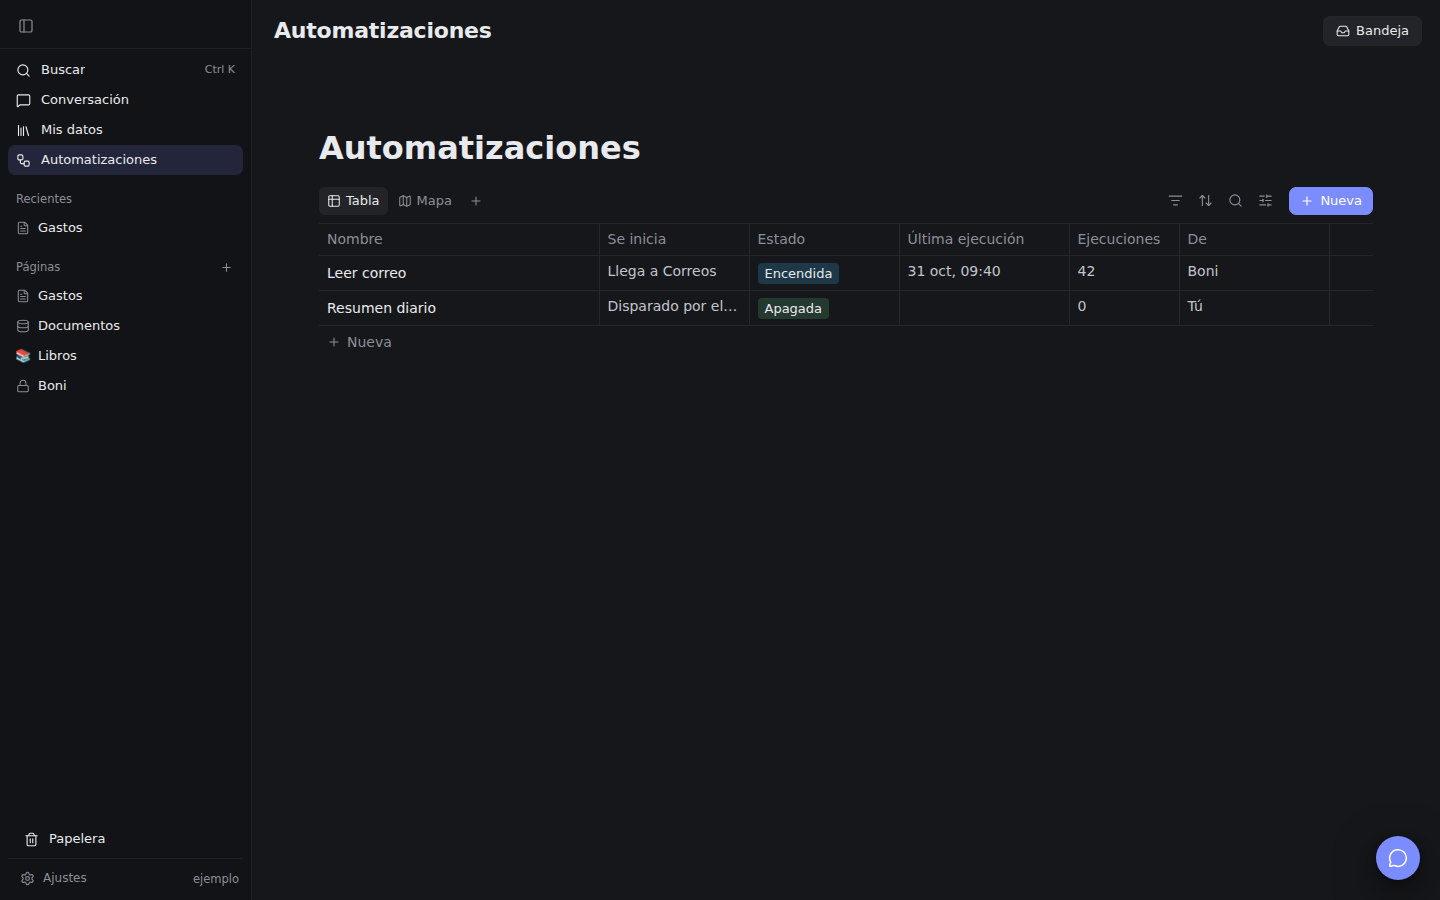 Automatizaciones
Bandeja
Buscar Ctrl K
Conversación
Mis datos
Automatizaciones
Recientes
Gastos
Páginas
Gastos
Documentos
Libros
Boni
Papelera
Ajustes ejemplo
Automatizaciones
Tabla Mapa Nueva
Nombre Se inicia Estado Última ejecución Ejecuciones De
Leer correo Llega a Correos Encendida 31 oct, 09:40 42 Boni
Resumen diario Disparado por el… Apagada 0 Tú
Nueva